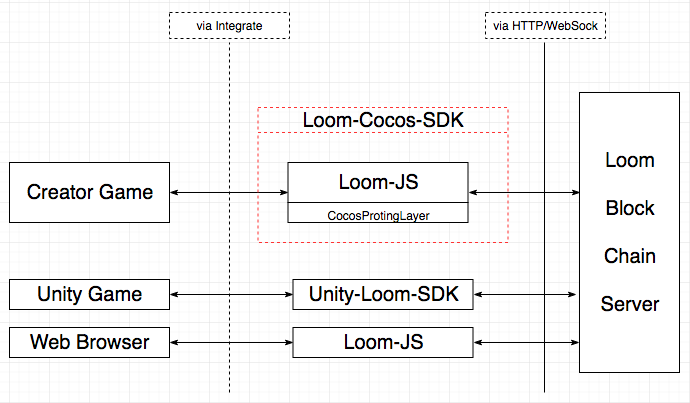 via Integrate
via HTTP/WebSock
Loom-Cocos-SDK
Creator Game
Loom-JS
CocosProtingLayer
Loom
Block
Chain
Server
Unity Game
Unity-Loom-SDK
Web Browser
Loom-JS